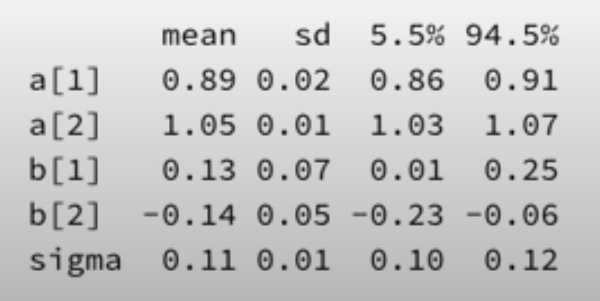 mean sd 5.5% 94.5%
a[1] 0.89 0.02 0.86 0.91
a[2] 1.05 0.01 1.03 1.07
b[1] 0.13 0.07 0.01 0.25
b[2] -0.14 0.05 -0.23 -0.06
sigma 0.11 0.01 0.10 0.12